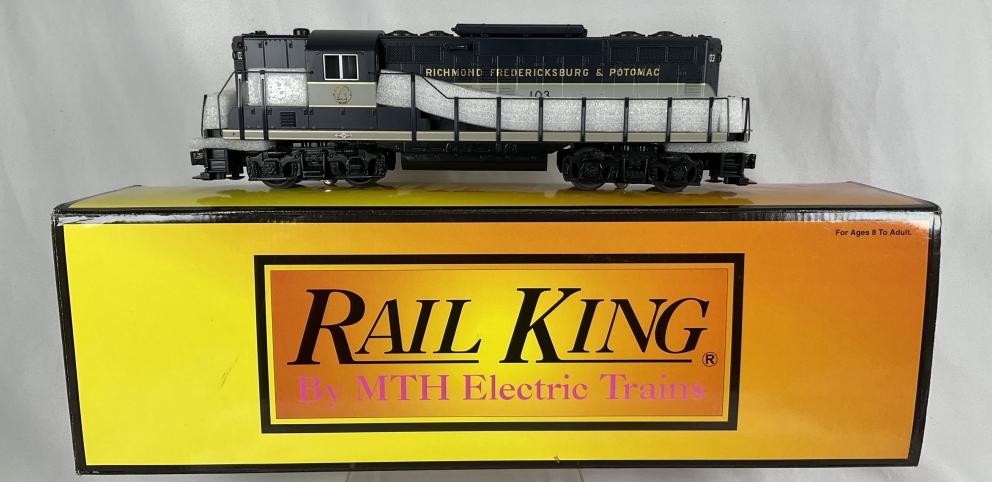 RICHMOND FREDERICKSBURG & POTOMAC
103
For Ages 8 To Adult.
RAIL KING®
By MTH Electric Trains